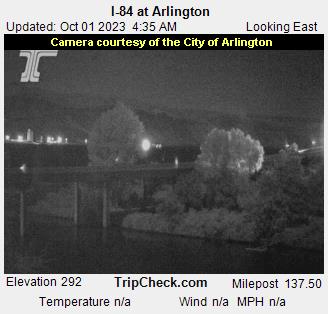 I-84 at Arlington
Updated: Oct 01 2023 4:35 AM Looking East
Camera courtesy of the City of Arlington
Elevation 292 TripCheck.com Milepost 137.50
Temperature n/a Wind n/a MPH n/a